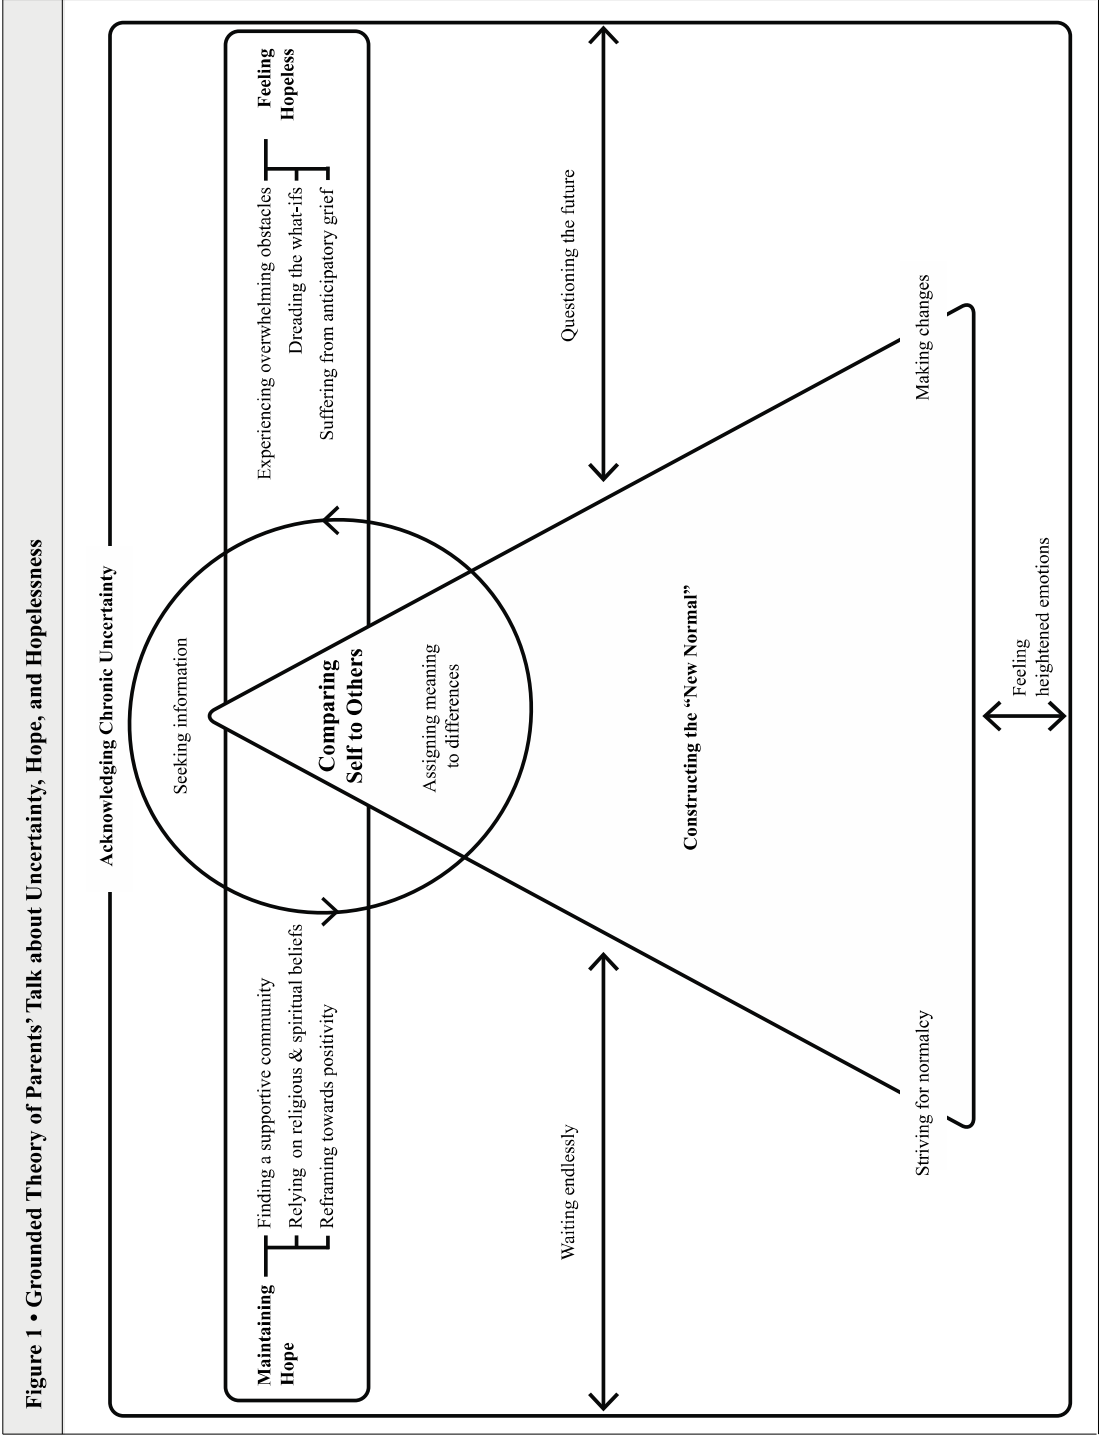 Figure 1 • Grounded Theory of Parents’ Talk about Uncertainty, Hope, and Hopelessness
Acknowledging Chronic Uncertainty
Seeking information
Maintaining
Hope
Finding a supportive community
Relying on religious & spiritual beliefs
Reframing towards positivity
Comparing
Self to Others
Experiencing overwhelming obstacles
Dreading the what-ifs
Suffering from anticipatory grief
Feeling
Hopeless
Assigning meaning
to differences
Waiting endlessly
Questioning the future
Constructing the “New Normal”
Striving for normalcy
Making changes
Feeling
heightened emotions